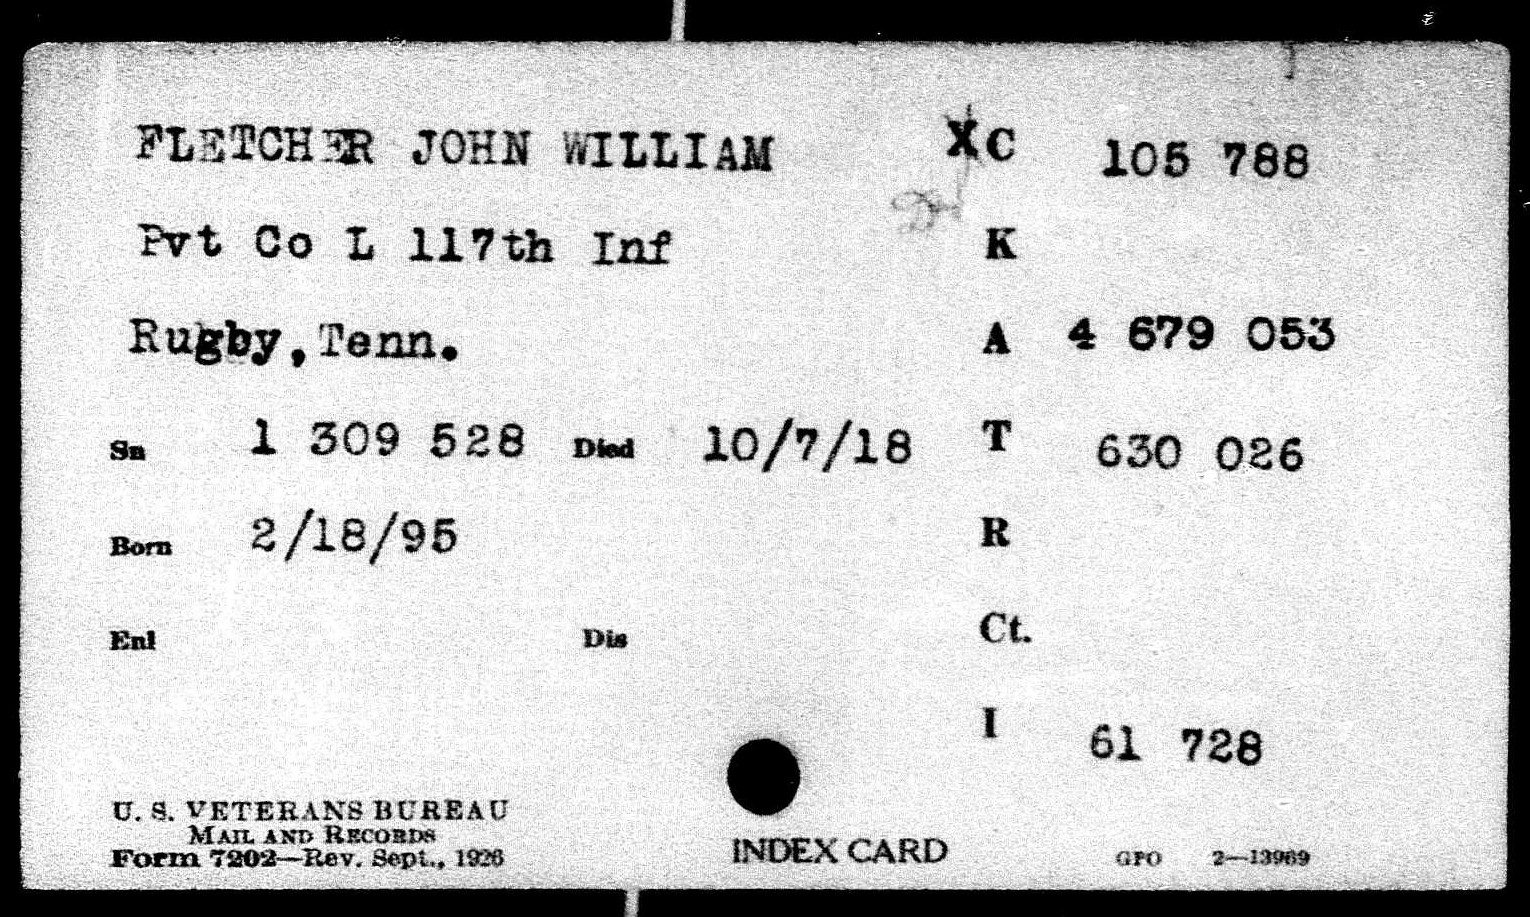 FLETCHER JOHN WILLIAM XC 105 788
Pvt Co L 117th Inf K
Rugby, Tenn. A 4 679 053
Sn 1 309 528 Died 10/7/18 T 630 026
Born 2/18/95 R
Enl Dis Ct.
I 61 728
U. S. VETERANS BUREAU
MAIL AND RECORDS
Form 7202—Rev. Sept., 1926
INDEX CARD
GPO 2—13969